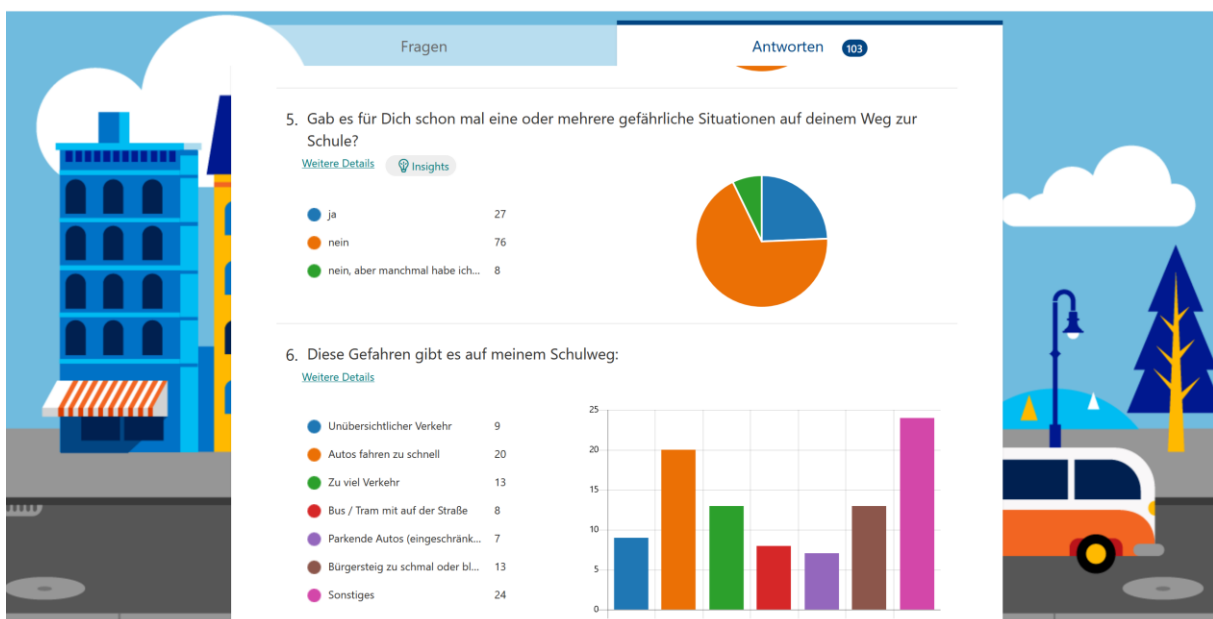 Fragen
Antworten 103
5. Gab es für Dich schon mal eine oder mehrere gefährliche Situationen auf deinem Weg zur
Schule?
Weitere Details Insights
ja 27
nein 76
nein, aber manchmal habe ich... 8
6. Diese Gefahren gibt es auf meinem Schulweg:
Weitere Details
Unübersichtlicher Verkehr 9
Autos fahren zu schnell 20
Zu viel Verkehr 13
Bus / Tram mit auf der Straße 8
Parkende Autos (eingeschränk... 7
Bürgersteig zu schmal oder bl... 13
Sonstiges 24
25
20
15
10
5
0